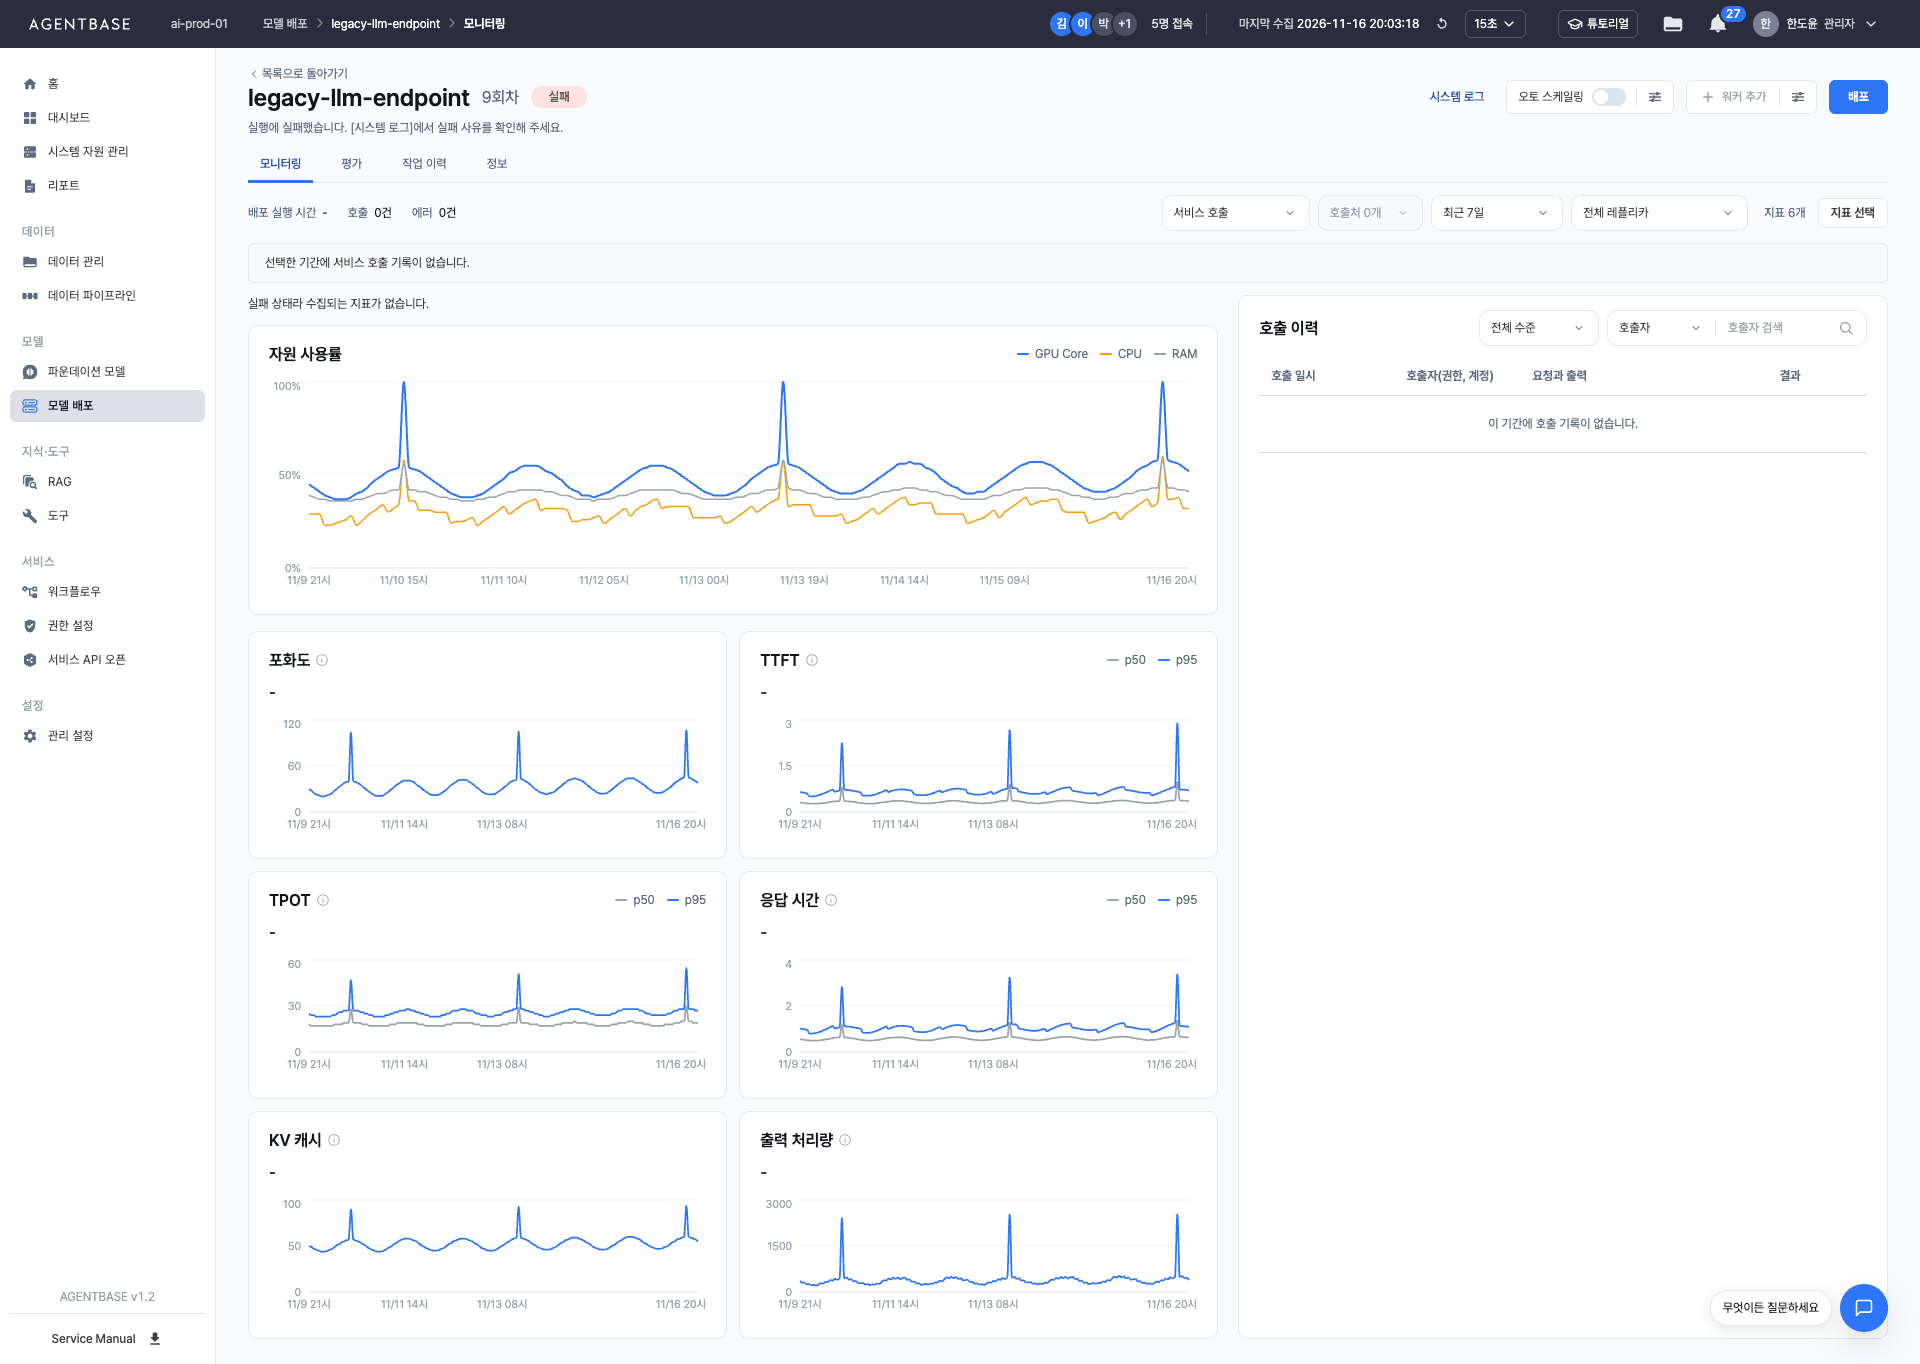 AGENTBASE
ai-prod-01
모델 배포 > legacy-llm-endpoint > 모니터링
김 이 박 +1 5명 접속
마지막 수집 2026-11-16 20:03:18
15초
튜토리얼
27
한 한도윤 관리자
홈
대시보드
시스템 자원 관리
리포트
데이터
데이터 관리
데이터 파이프라인
모델
파운데이션 모델
모델 배포
지식·도구
RAG
도구
서비스
워크플로우
권한 설정
서비스 API 오픈
설정
관리 설정
AGENTBASE v1.2
Service Manual
목록으로 돌아가기
legacy-llm-endpoint 9회차 실패
실행에 실패했습니다. [시스템 로그]에서 실패 사유를 확인해 주세요.
시스템 로그
오토 스케일링
워커 추가
배포
모니터링 평가 작업 이력 정보
배포 실행 시간 - 호출 0건 에러 0건
서비스 호출
호출처 0개
최근 7일
전체 레플리카
지표 6개
지표 선택
선택한 기간에 서비스 호출 기록이 없습니다.
실패 상태라 수집되는 지표가 없습니다.
자원 사용률
GPU Core CPU RAM
100%
50%
0%
11/9 21시 11/10 15시 11/11 10시 11/12 05시 11/13 00시 11/13 19시 11/14 14시 11/15 09시 11/16 20시
포화도
-
120
60
0
11/9 21시 11/11 14시 11/13 08시 11/16 20시
TTFT
p50 p95
-
3
1.5
0
11/9 21시 11/11 14시 11/13 08시 11/16 20시
TPOT
p50 p95
-
60
30
0
11/9 21시 11/11 14시 11/13 08시 11/16 20시
응답 시간
p50 p95
-
4
2
0
11/9 21시 11/11 14시 11/13 08시 11/16 20시
KV 캐시
-
100
50
0
11/9 21시 11/11 14시 11/13 08시 11/16 20시
출력 처리량
-
3000
1500
0
11/9 21시 11/11 14시 11/13 08시 11/16 20시
호출 이력
전체 수준
호출자
호출자 검색
호출 일시 호출자(권한, 계정) 요청과 출력 결과
이 기간에 호출 기록이 없습니다.
무엇이든 질문하세요